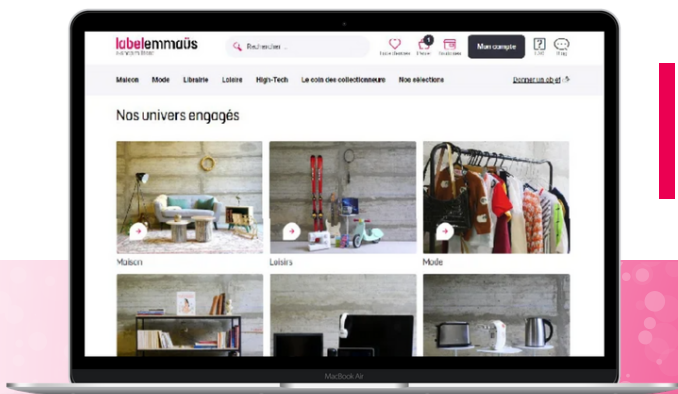 labelemmaüs
Rechercher ...
Mon compte
Maison Mode Librairie Loisirs High-Tech Le coin des collectionneurs Nos sélections Donner un objet
Nos univers engagés
Maison Loisirs Mode
MacBook Air